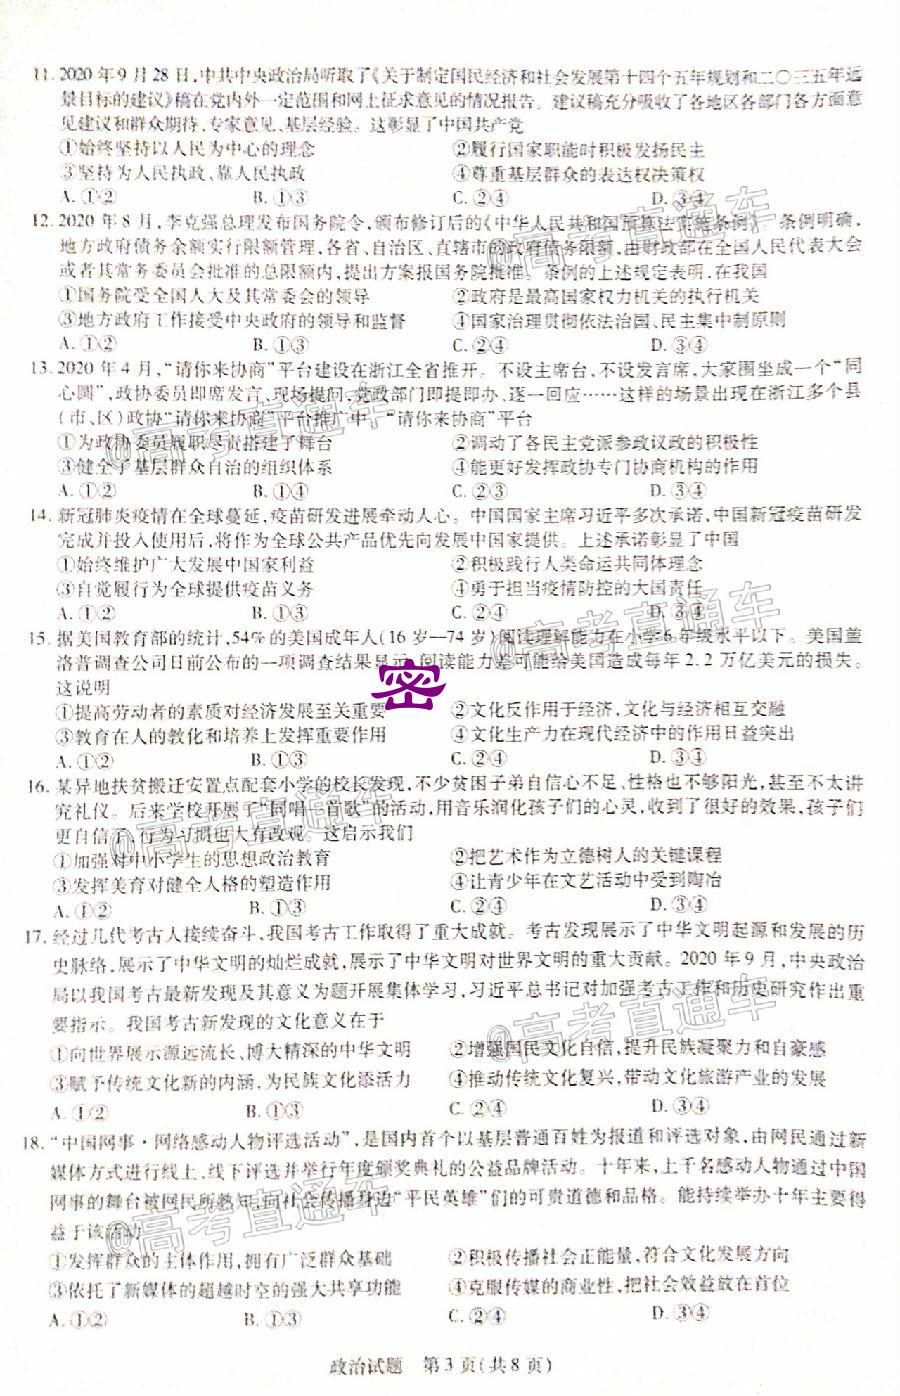 11. 2020 年 9 月 28 日,中共中央政治局听取了《关于制定国民经济和社会发展第十四个五年规划和二〇三五年远
景目标的建议》稿在党内外一定范围和网上征求意见的情况报告。建议稿充分吸收了各地区各部门各方面意
见建议和群众期待、专家意见、基层经验。这彰显了中国共产党
①始终坚持以人民为中心的理念 ②履行国家职能时积极发扬民主
③坚持为人民执政、靠人民执政 ④尊重基层群众的表达权决策权
A. ①② B. ①③ C. ②④ D. ③④
12. 2020 年 8 月,李克强总理发布国务院令,颁布修订后的《中华人民共和国预算法实施条例》。条例明确,
地方政府债务余额实行限额管理,各省、自治区、直辖市的政府债务限额,由财政部在全国人民代表大会
或者其常务委员会批准的总限额内,提出方案报国务院批准。条例的上述规定表明,在我国
①国务院受全国人大及其常委会的领导 ②政府是最高国家权力机关的执行机关
③地方政府工作接受中央政府的领导和监督 ④国家治理贯彻依法治国、民主集中制原则
A. ①② B. ①③ C. ②④ D. ③④
13. 2020 年 4 月,“请你来协商”平台建设在浙江全省推开。不设主席台,不设发言席,大家围坐成一个“同
心圆”,政协委员即席发言,现场提问,党政部门即提即办、逐一回应……这样的场景出现在浙江多个县
(市、区)政协“请你来协商”平台推广中。“请你来协商”平台
①为政协委员履职尽责搭建了舞台 ②调动了各民主党派参政议政的积极性
③健全了基层群众自治的组织体系 ④能更好发挥政协专门协商机构的作用
A. ①② B. ①④ C. ②③ D. ③④
14. 新冠肺炎疫情在全球蔓延,疫苗研发进展牵动人心。中国国家主席习近平多次承诺,中国新冠疫苗研发
完成并投入使用后,将作为全球公共产品优先向发展中国家提供。上述承诺彰显了中国
①始终维护广大发展中国家利益 ②积极践行人类命运共同体理念
③自觉履行为全球提供疫苗义务 ④勇于担当疫情防控的大国责任
A. ①② B. ①③ C. ②④ D. ③④
15. 据美国教育部的统计,54%的美国成年人(16 岁—74 岁)阅读理解能力在小学6年级水平以下。美国盖
洛普调查公司日前公布的一项调查结果显示,阅读能力差可能给美国造成每年 2.2 万亿美元的损失。
这说明
密
①提高劳动者的素质对经济发展至关重要 ②文化反作用于经济,文化与经济相互交融
③教育在人的教化和培养上发挥重要作用 ④文化生产力在现代经济中的作用日益突出
A. ①② B. ①③ C. ②④ D. ③④
16. 某异地扶贫搬迁安置点配套小学的校长发现,不少贫困子弟自信心不足、性格也不够阳光,甚至不太讲
究礼仪。后来学校开展了“同唱一首歌”的活动,用音乐润化孩子们的心灵,收到了很好的效果,孩子们
更自信了,行为习惯也大有改观。这启示我们
①加强对中小学生的思想政治教育 ②把艺术作为立德树人的关键课程
③发挥美育对健全人格的塑造作用 ④让青少年在文艺活动中受到陶冶
A. ①② B. ①③ C. ②④ D. ③④
17. 经过几代考古人接续奋斗,我国考古工作取得了重大成就。考古发现展示了中华文明起源和发展的历
史脉络,展示了中华文明的灿烂成就,展示了中华文明对世界文明的重大贡献。2020 年 9 月,中央政治
局以我国考古最新发现及其意义为题开展集体学习,习近平总书记对加强考古工作和历史研究作出重
要指示。我国考古新发现的文化意义在于
①向世界展示源远流长、博大精深的中华文明 ②增强国民文化自信,提升民族凝聚力和自豪感
③赋予传统文化新的内涵,为民族文化添活力 ④推动传统文化复兴,带动文化旅游产业的发展
A. ①② B. ①③ C. ②④ D. ③④
18. “中国网事·网络感动人物评选活动”,是国内首个以基层普通百姓为报道和评选对象,由网民通过新
媒体方式进行线上、线下评选并举行年度颁奖典礼的公益品牌活动。十年来,上千名感动人物通过中国
网事的舞台被网民所熟知,向社会传播身边“平民英雄”们的可贵道德和品格。能持续举办十年主要得
益于该活动
①发挥群众的主体作用,拥有广泛群众基础 ②积极传播社会正能量,符合文化发展方向
③依托了新媒体的超越时空的强大共享功能 ④克服传媒的商业性,把社会效益放在首位
A. ①② B. ①③ C. ②④ D. ③④
政治试题 第 3 页(共 8 页)
@高考直通车
@高考直通车
@高考直通车
@高考直通车
@高考直通车
@高考直通车